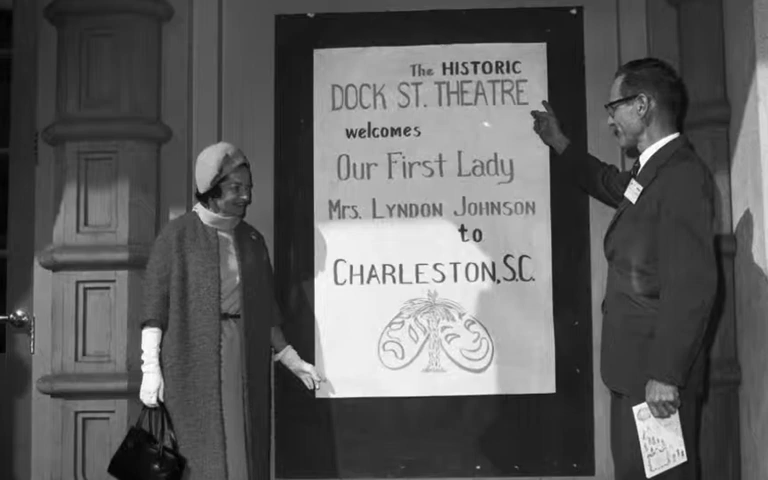 The HISTORIC
DOCK ST. THEATRE
welcomes
Our First Lady
MRS. LYNDON JOHNSON
to
CHARLESTON, S.C.